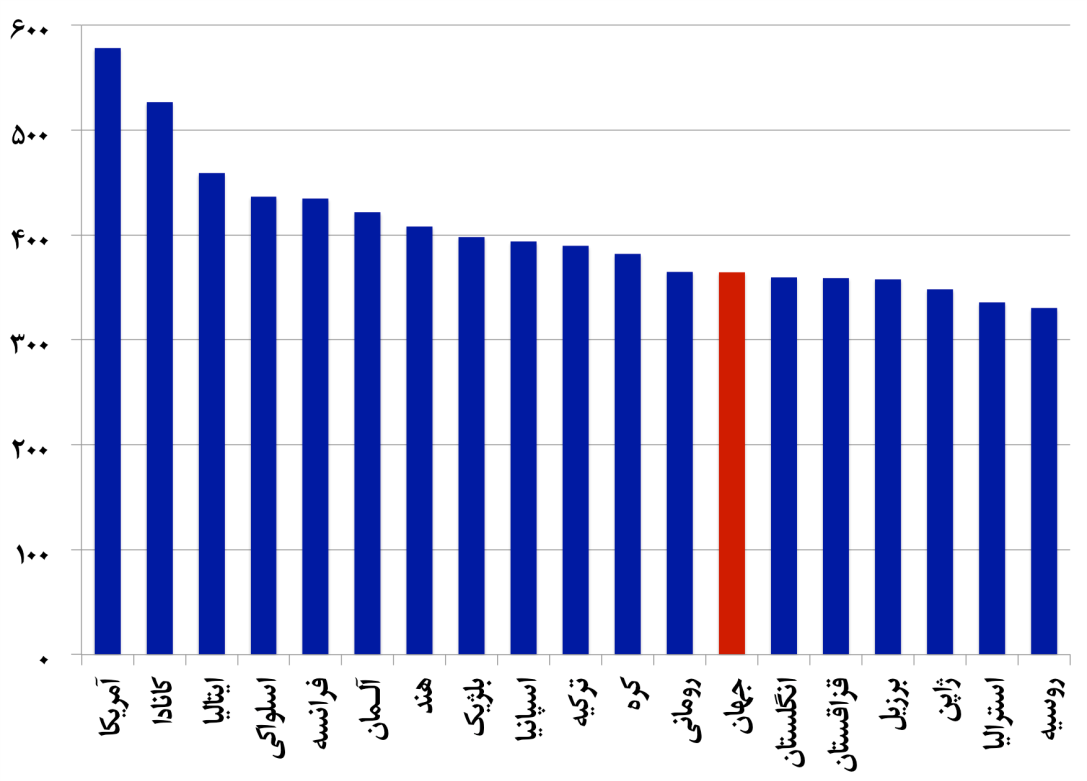 ۶۰۰
۵۰۰
۴۰۰
۳۰۰
۲۰۰
۱۰۰
۰
آمریکا
کانادا
ایتالیا
اسلواکی
فرانسه
آلـمان
هند
بلژیک
اسپانیا
ترکیه
کره
رومانی
جهان
انگلستان
قزاقستان
برزیل
ژاپن
استرالیا
روسیه